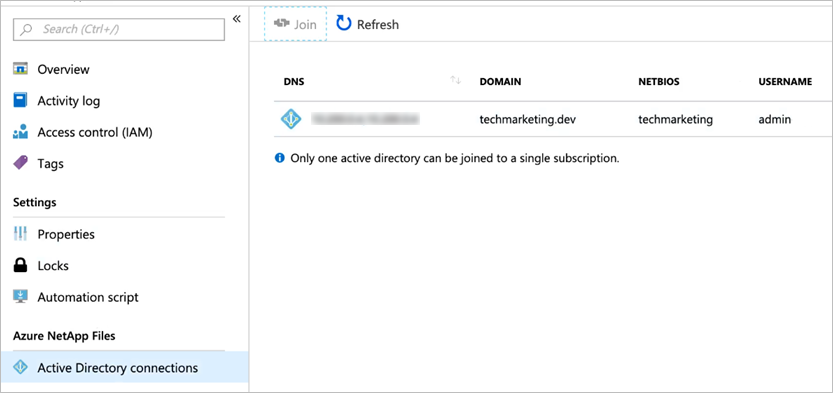 Search (Ctrl+/)
«
Overview
Activity log
Access control (IAM)
Tags
Settings
Properties
Locks
Automation script
Azure NetApp Files
Active Directory connections
Join Refresh
DNS DOMAIN NETBIOS USERNAME
techmarketing.dev techmarketing admin
Only one active directory can be joined to a single subscription.